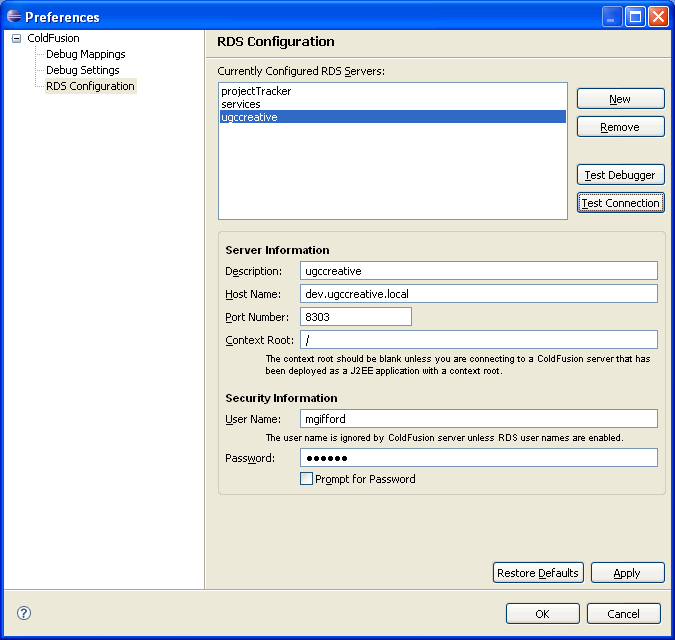 Preferences
ColdFusion
Debug Mappings
Debug Settings
RDS Configuration
RDS Configuration
Currently Configured RDS Servers:
projectTracker
services
ugccreative
New
Remove
Test Debugger
Test Connection
Server Information
Description: ugccreative
Host Name: dev.ugccreative.local
Port Number: 8303
Context Root: /
The context root should be blank unless you are connecting to a ColdFusion server that has
been deployed as a J2EE application with a context root.
Security Information
User Name: mgifford
The user name is ignored by ColdFusion server unless RDS user names are enabled.
Password: ●●●●●●
Prompt for Password
Restore Defaults Apply
? OK Cancel